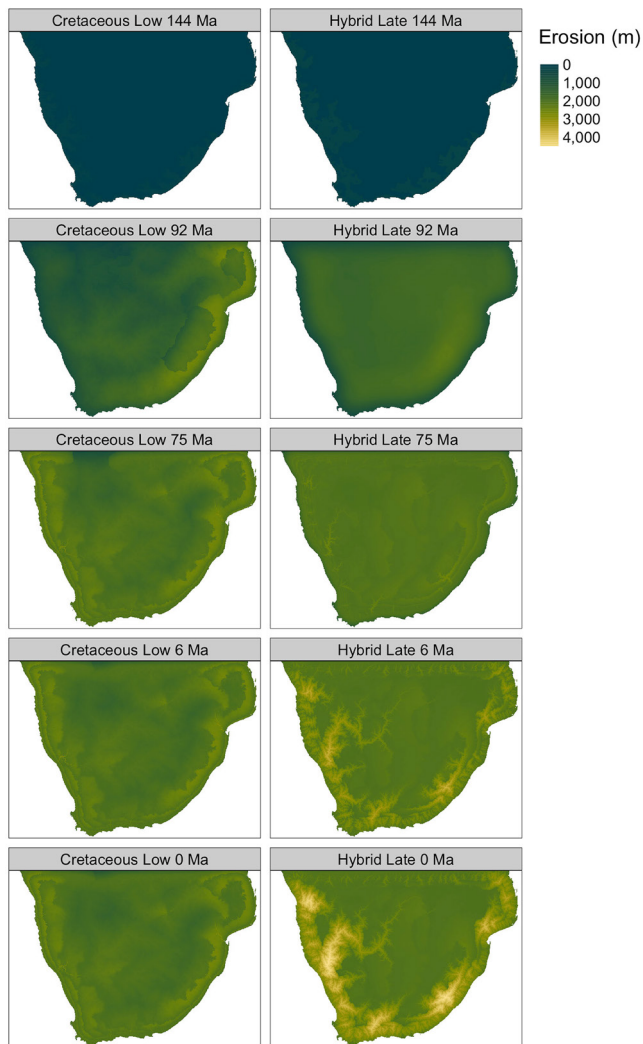 Cretaceous Low 144 Ma
Hybrid Late 144 Ma
Erosion (m)
0
1,000
2,000
3,000
4,000
Cretaceous Low 92 Ma
Hybrid Late 92 Ma
Cretaceous Low 75 Ma
Hybrid Late 75 Ma
Cretaceous Low 6 Ma
Hybrid Late 6 Ma
Cretaceous Low 0 Ma
Hybrid Late 0 Ma